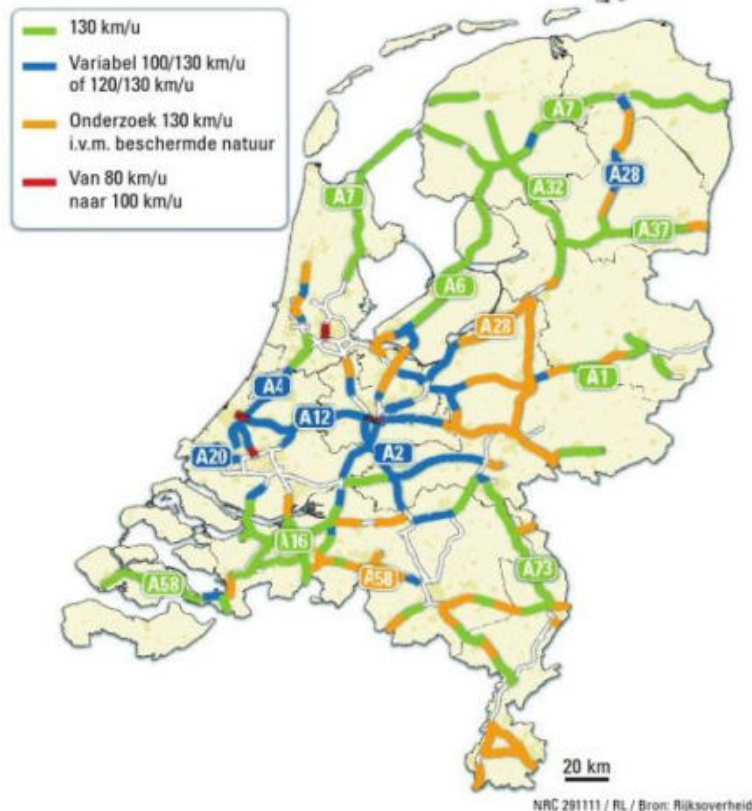 130 km/u
Variabel 100/130 km/u
of 120/130 km/u
Onderzoek 130 km/u
i.v.m. beschermde natuur
Van 80 km/u
naar 100 km/u
A7
A28
A32
A7
A37
A6
A28
A1
A4
A12
A20
A2
A16
A58
A58
A73
20 km
NRC 291111 / RL / Bron: Rijksoverheid